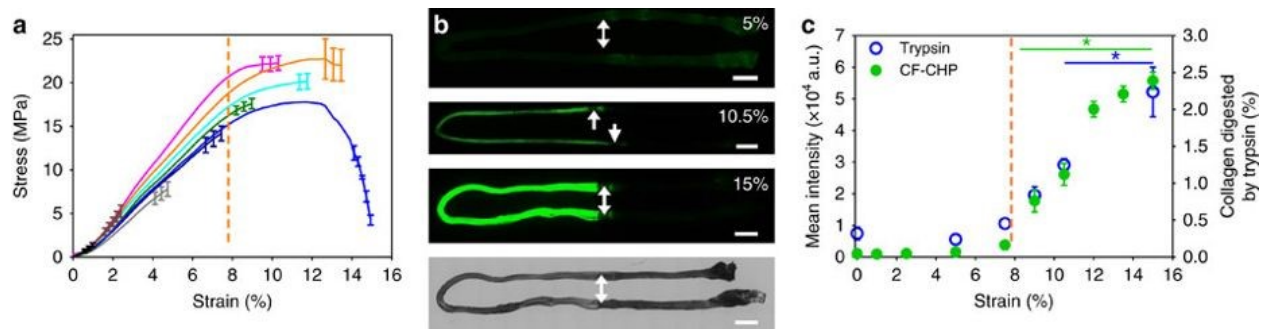 a
25
20
15
10
5
0
Stress (MPa)
0 2 4 6 8 10 12 14 16
Strain (%)
b
5%
10.5%
15%
c
7
6
5
4
3
2
1
0
Mean intensity (×10⁴ a.u.)
Trypsin
CF-CHP
*
*
3.0
2.5
2.0
1.5
1.0
0.5
0.0
Collagen digested
by trypsin (%)
0 2 4 6 8 10 12 14 16
Strain (%)